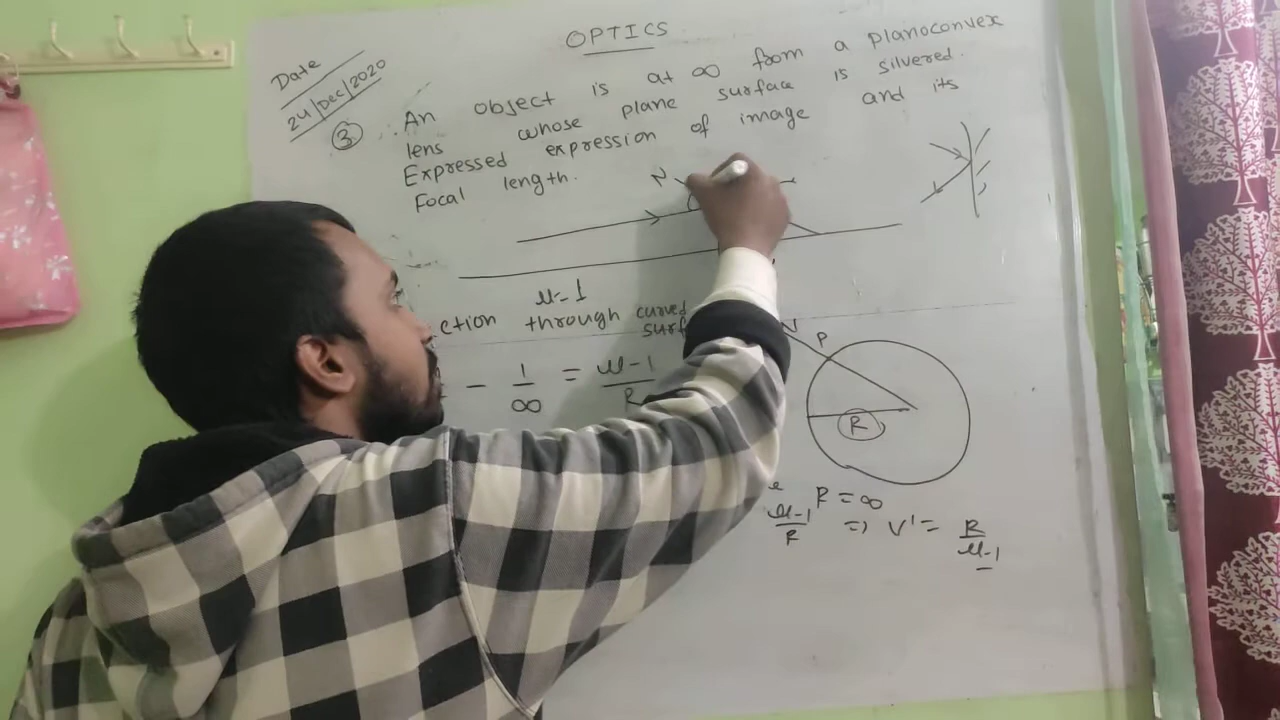 OPTICS
Date
24/Dec/2020
3 An object is at ∞ from a planoconvex
lens whose plane surface is silvered.
Expressed expression of image and its
Focal length.
N
μ-1
ction through curved
surf
- 1/∞ = μ-1/R
N
P
R
R = ∞
μ-1/R => V' = R/μ-1